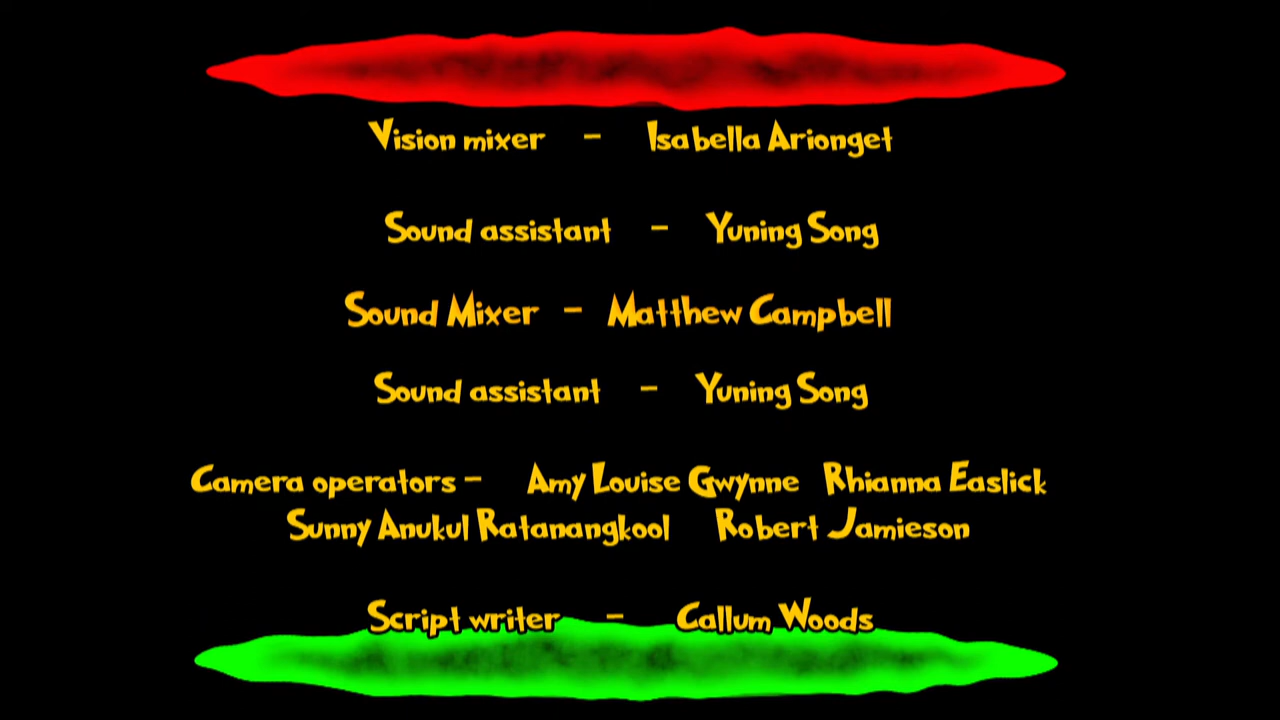 Vision mixer - Isabella Arionget
Sound assistant - Yuning Song
Sound Mixer - Matthew Campbell
Sound assistant - Yuning Song
Camera operators - Amy Louise Gwynne Rhianna Easlick
Sunny Anukul Ratanangkool Robert Jamieson
Script writer - Callum Woods